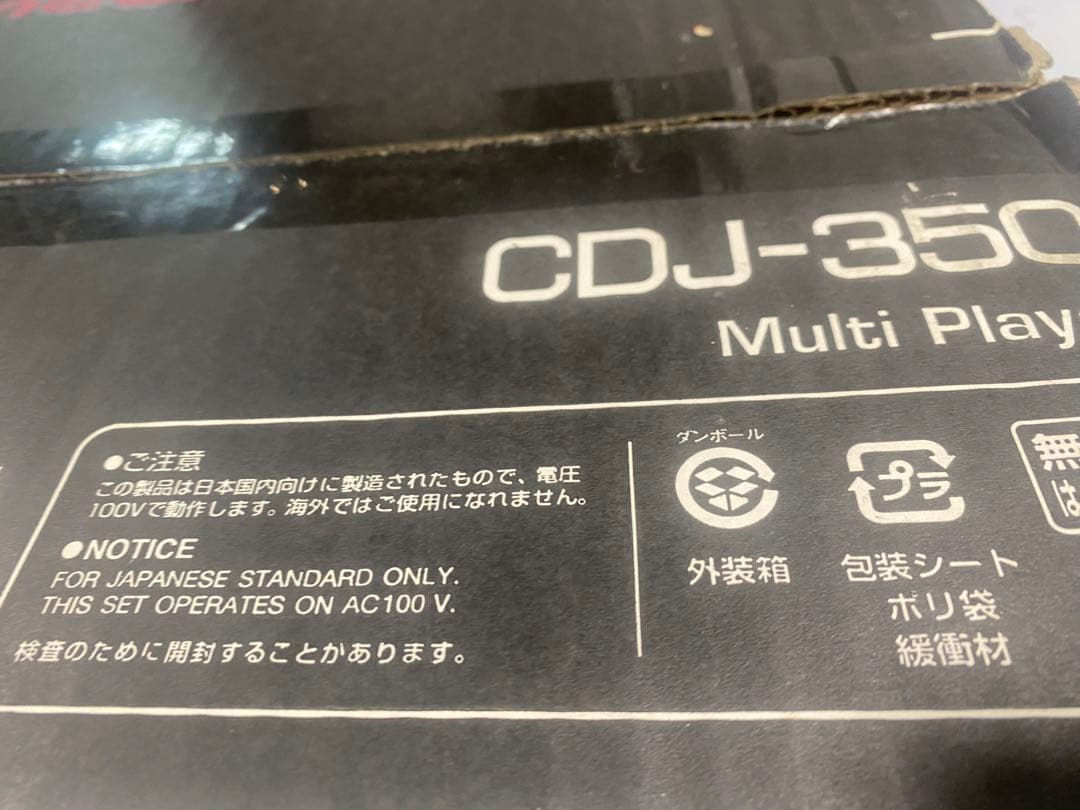 CDJ-350
Multi Play
●ご注意
この製品は日本国内向けに製造されたもので、電圧
100Vで動作します。海外ではご使用になれません。
●NOTICE
FOR JAPANESE STANDARD ONLY.
THIS SET OPERATES ON AC100 V.
検査のために開封することがあります。
ダンボール
外装箱
プラ
包装シート
ポリ袋
緩衝材
無
は